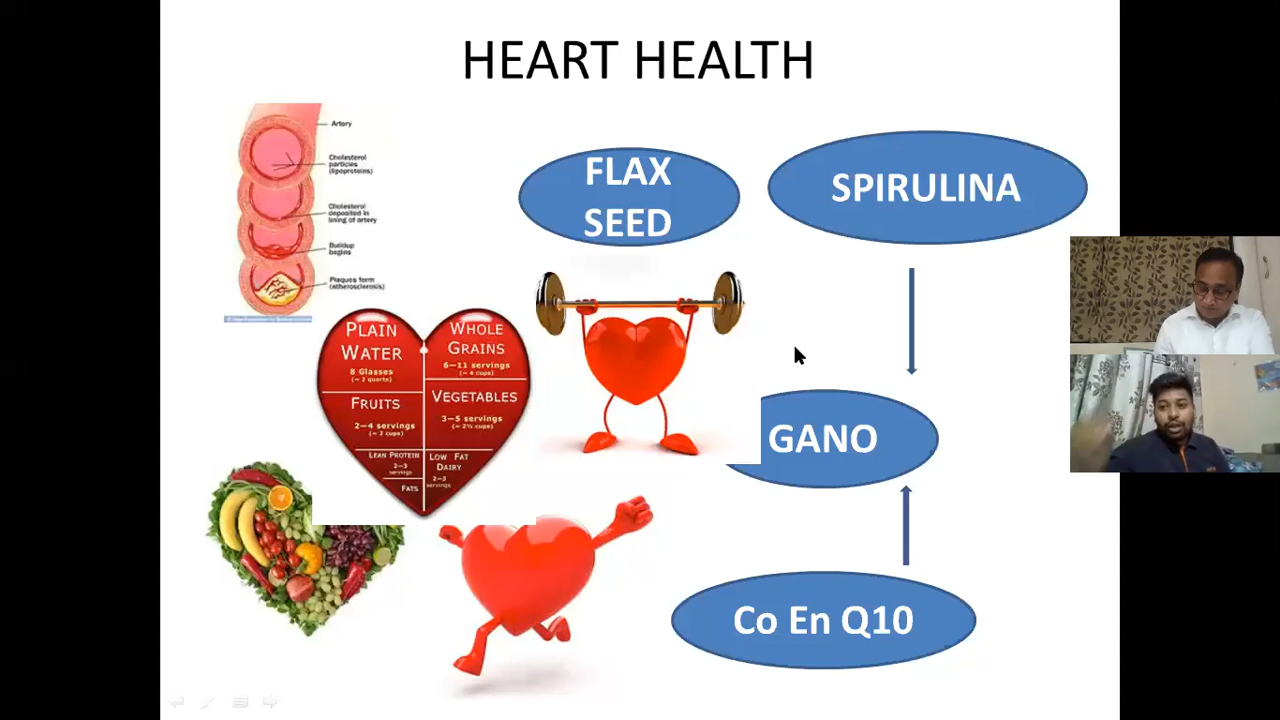 HEART HEALTH
Artery
Cholesterol
particles
(lipoproteins)
Cholesterol
deposited in
lining of artery
Buildup
begins
Plaques form
(atherosclerosis)
FLAX
SEED
SPIRULINA
PLAIN
WATER
8 Glasses
(~ 2 quarts)
WHOLE
GRAINS
6–11 servings
(~ 4 cups)
FRUITS
2–4 servings
(~ 2 cups)
VEGETABLES
3–5 servings
(~ 2½ cups)
LEAN PROTEIN
2–3
servings
LOW FAT
DAIRY
2–3
servings
FATS
GANO
Co En Q10